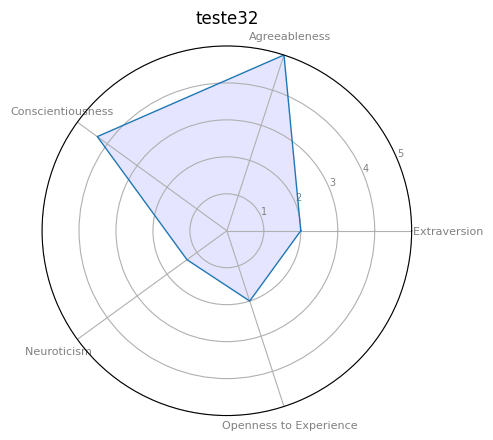 teste32
Agreeableness
Conscientiousness
5
4
3
2
1
Extraversion
Neuroticism
Openness to Experience